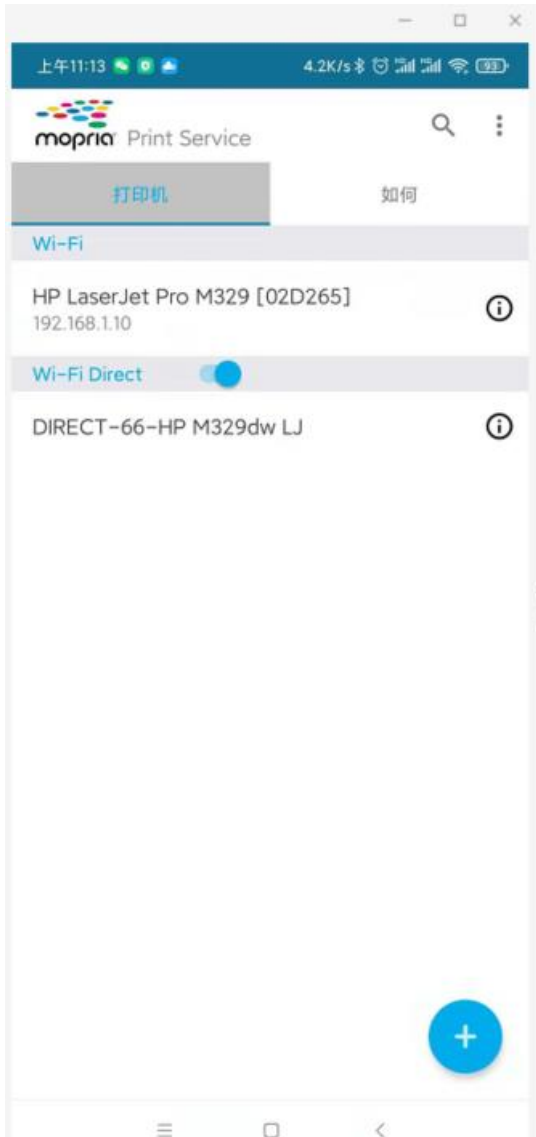 上午11:13 4.2K/s 93
mopria Print Service
打印机 如何
Wi-Fi
HP LaserJet Pro M329 [02D265]
192.168.1.10
Wi-Fi Direct
DIRECT-66-HP M329dw LJ